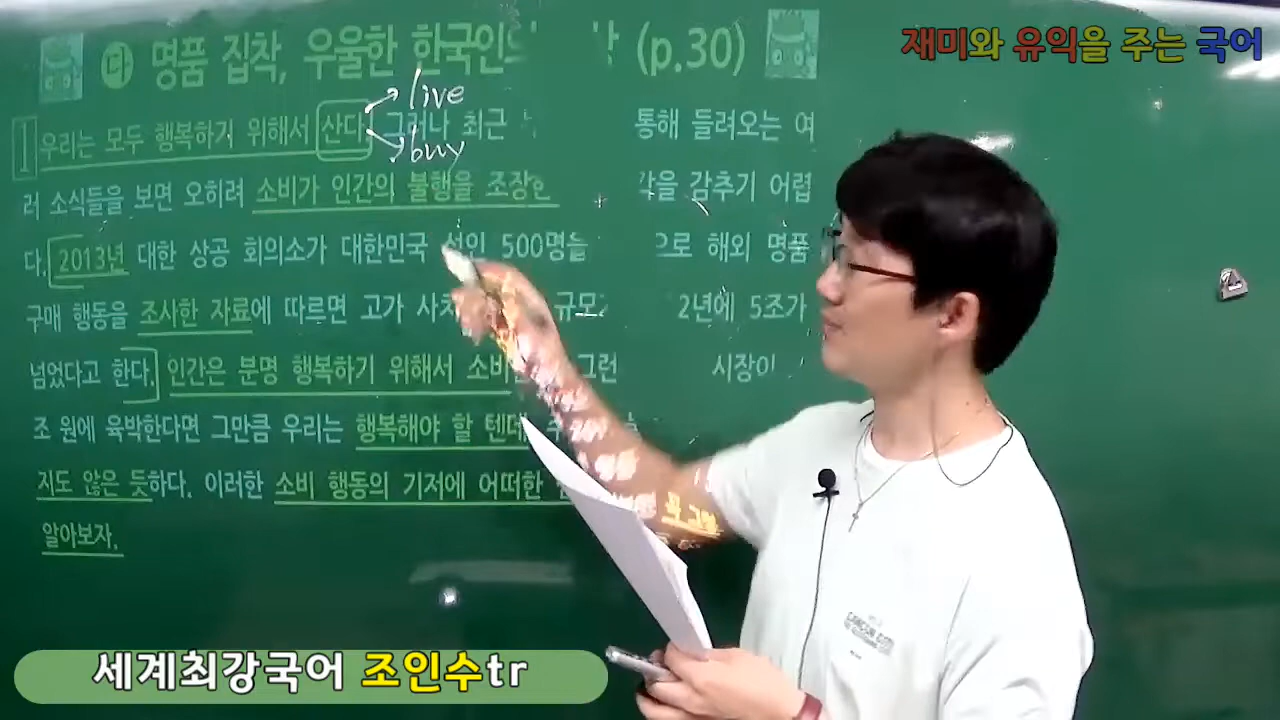 재미와 유익을 주는 국어
다 명품 집착, 우울한 한국인의 (p.30)
live
1 우리는 모두 행복하기 위해서 산다 그러나 최근 통해 들려오는 여
buy
러 소식들을 보면 오히려 소비가 인간의 불행을 조장한 감추기 어렵
다. 2013년 대한 상공 회의소가 대한민국 성인 500명을 으로 해외 명품
구매 행동을 조사한 자료에 따르면 고가 사치 규모가 2년에 5조가
넘었다고 한다. 인간은 분명 행복하기 위해서 소비 그런 시장이
조 원에 육박한다면 그만큼 우리는 행복해야 할 텐데
지도 않은 듯하다. 이러한 소비 행동의 기저에 어떠한
알아보자.
세계최강국어 조인수tr